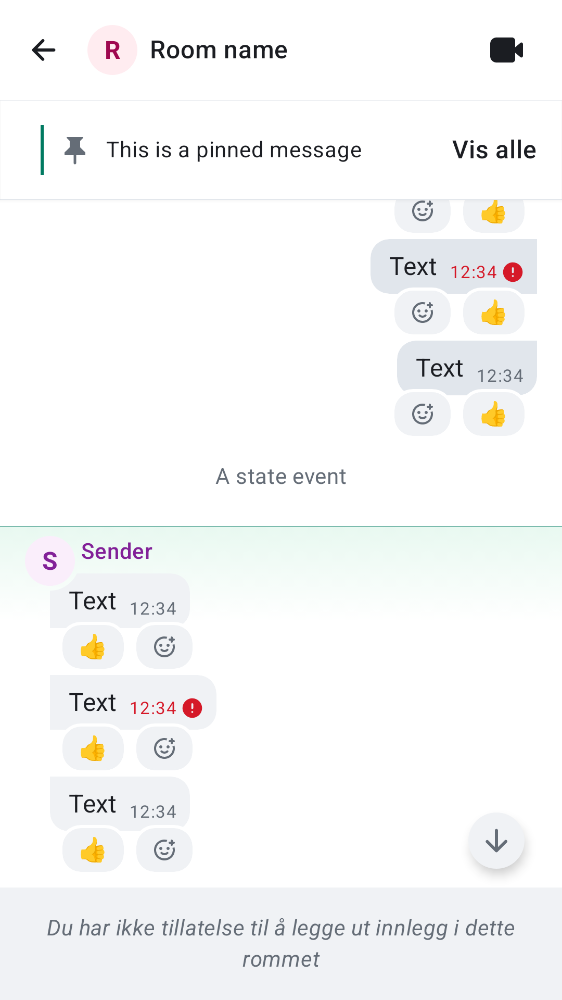 R Room name
This is a pinned message Vis alle
👍
Text 12:34
👍
Text 12:34
👍
A state event
S Sender
Text 12:34
👍
Text 12:34
👍
Text 12:34
👍
Du har ikke tillatelse til å legge ut innlegg i dette
rommet